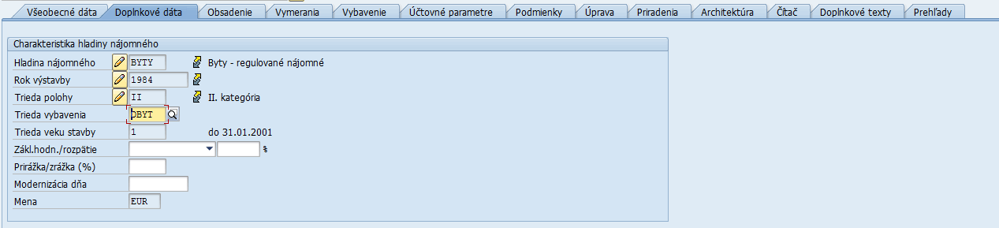 Všeobecné dáta Doplnkové dáta Obsadenie Vymerania Vybavenie Účtovné parametre Podmienky Úprava Priradenia Architektúra Čítač Doplnkové texty Prehľady
Charakteristika hladiny nájomného
Hladina nájomného BYTY Byty - regulované nájomné
Rok výstavby 1984
Trieda polohy II II. kategória
Trieda vybavenia OBYT
Trieda veku stavby 1 do 31.01.2001
Zákl.hodn./rozpätie %
Prirážka/zrážka (%)
Modernizácia dňa
Mena EUR